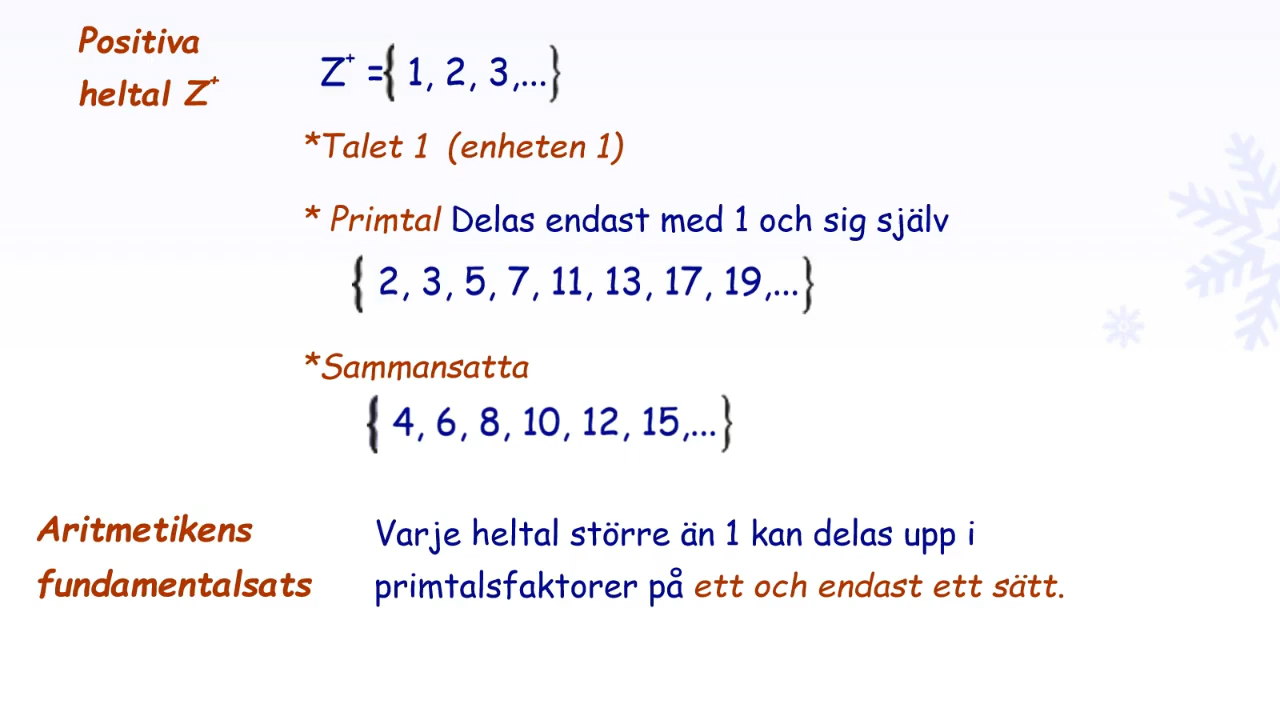 Positiva
heltal Z⁺
Z⁺ ={ 1, 2, 3,...}
*Talet 1 (enheten 1)
* Primtal Delas endast med 1 och sig själv
{ 2, 3, 5, 7, 11, 13, 17, 19,...}
*Sammansatta
{ 4, 6, 8, 10, 12, 15,...}
Aritmetikens
fundamentalsats
Varje heltal större än 1 kan delas upp i
primtalsfaktorer på ett och endast ett sätt.